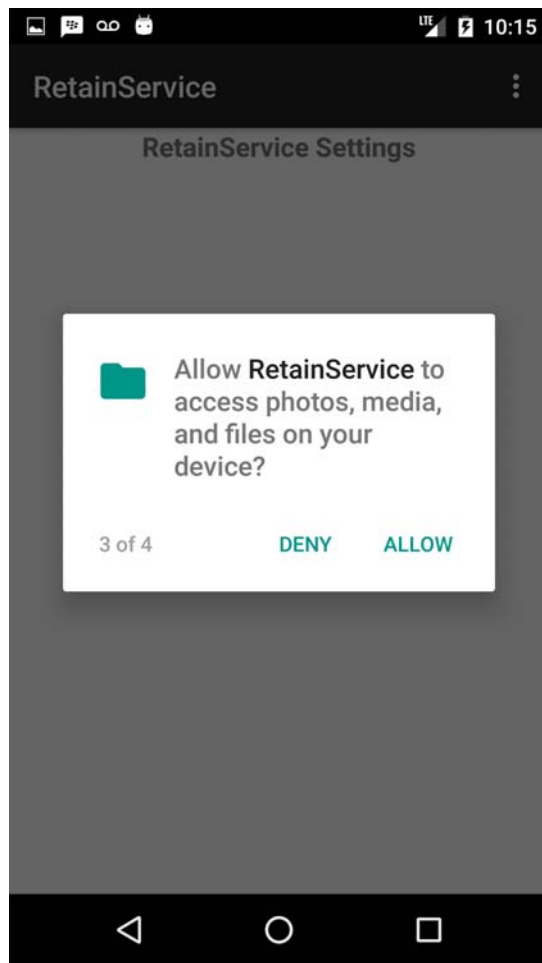 LTE 10:15
RetainService
RetainService Settings
Allow RetainService to
access photos, media,
and files on your
device?
3 of 4 DENY ALLOW